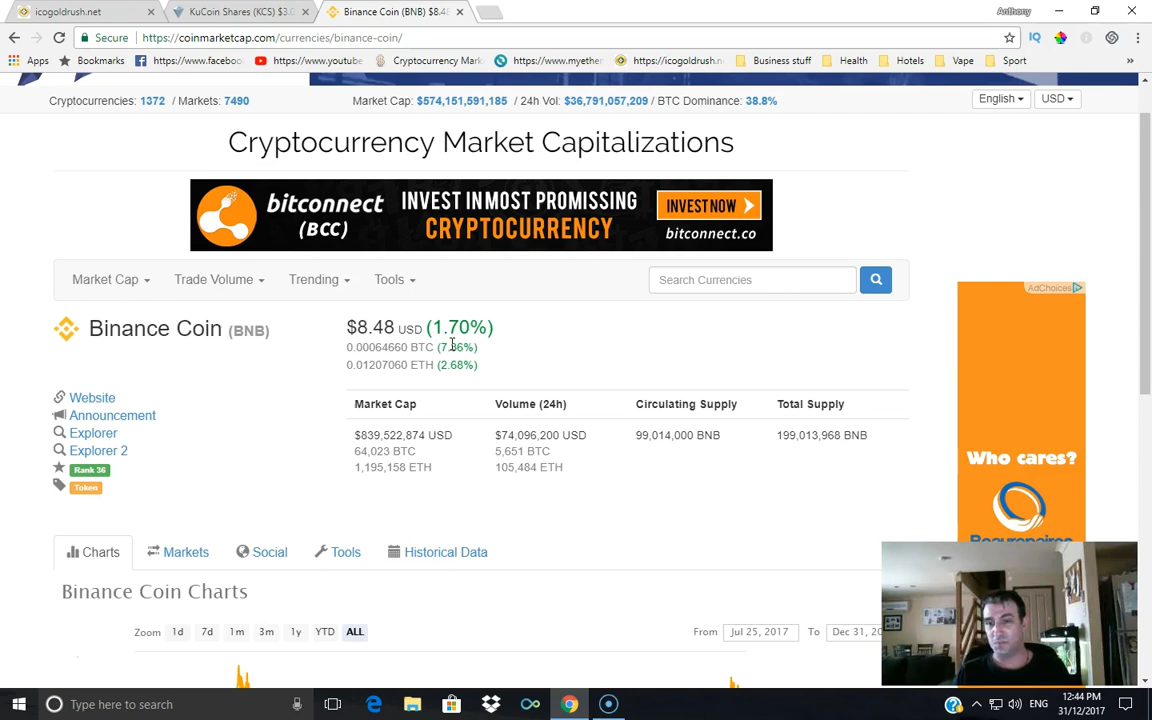 icogoldrush.net
KuCoin Shares (KCS) $3.
Binance Coin (BNB) $8.4
Anthony
Secure
https://coinmarketcap.com/currencies/binance-coin/
Apps
Bookmarks
https://www.faceboo
https://www.youtube
Cryptocurrency Mark
https://www.myether
https://icogoldrush.n
Business stuff
Health
Hotels
Vape
Sport
Cryptocurrencies: 1372 / Markets: 7490
Market Cap: $574,151,591,185 / 24h Vol: $36,791,057,209 / BTC Dominance: 38.8%
English
USD
Cryptocurrency Market Capitalizations
bitconnect
(BCC)
INVEST IN MOST PROMISING
CRYPTOCURRENCY
INVEST NOW
bitconnect.co
Market Cap
Trade Volume
Trending
Tools
Search Currencies
AdChoices
Binance Coin (BNB)
$8.48 USD (1.70%)
0.00064660 BTC (7.86%)
0.01207060 ETH (2.68%)
Website
Announcement
Explorer
Explorer 2
Rank 36
Token
Market Cap
Volume (24h)
Circulating Supply
Total Supply
$839,522,874 USD
$74,096,200 USD
99,014,000 BNB
199,013,968 BNB
64,023 BTC
5,651 BTC
1,195,158 ETH
105,484 ETH
Who cares?
Beaurepaires
Charts
Markets
Social
Tools
Historical Data
Binance Coin Charts
Zoom
1d
7d
1m
3m
1y
YTD
ALL
From
Jul 25, 2017
To
Dec 31, 20
Type here to search
ENG
12:44 PM
31/12/2017